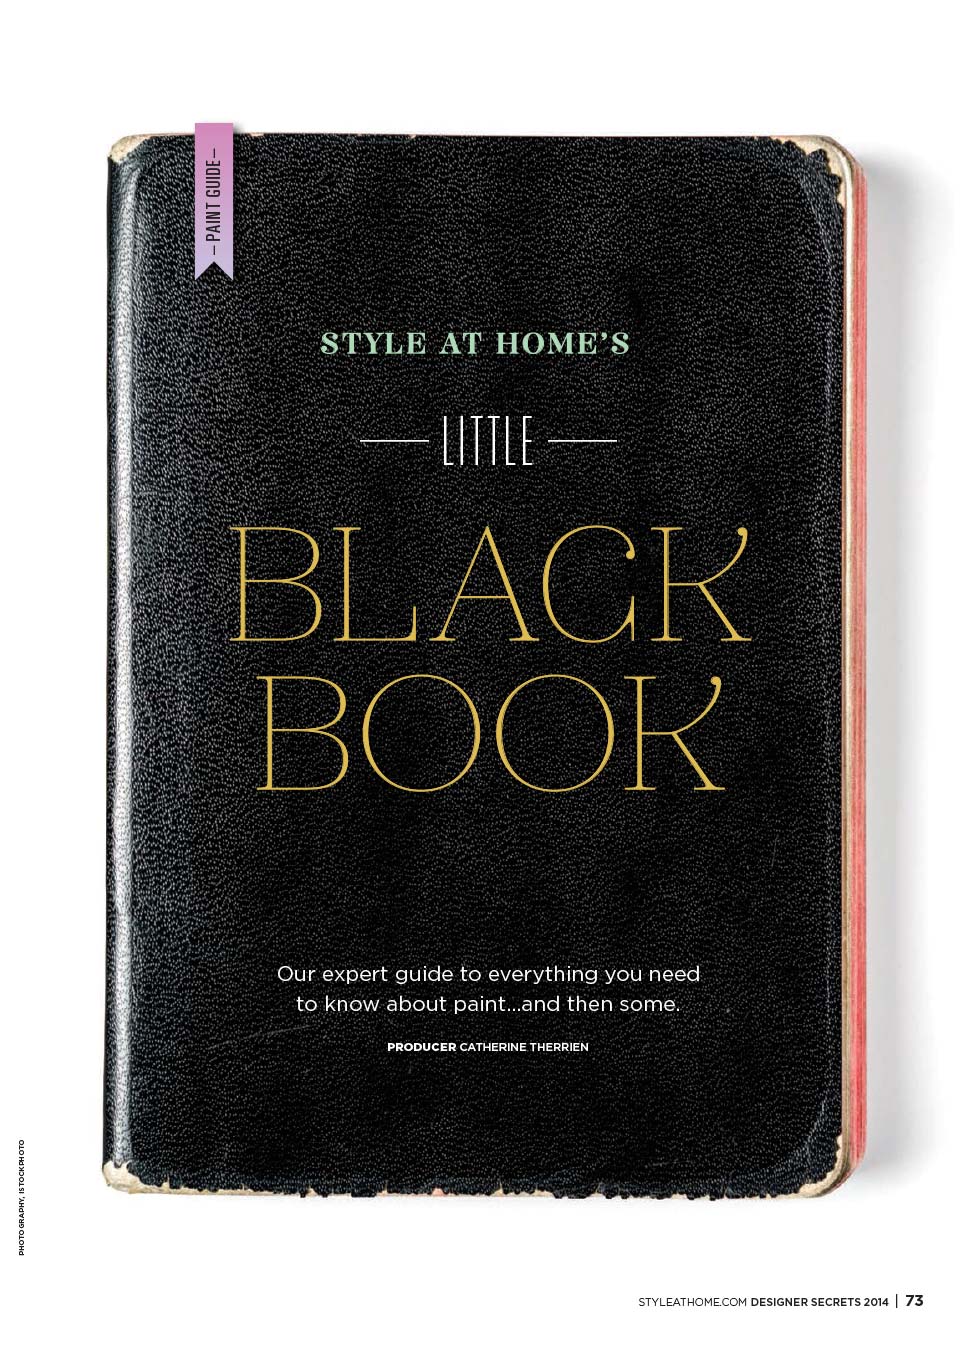 — PAINT GUIDE —
STYLE AT HOME’S
LITTLE
BLACK
BOOK
Our expert guide to everything you need
to know about paint...and then some.
PRODUCER CATHERINE THERRIEN
PHOTOGRAPHY, ISTOCKPHOTO
STYLEATHOME.COM DESIGNER SECRETS 2014 | 73